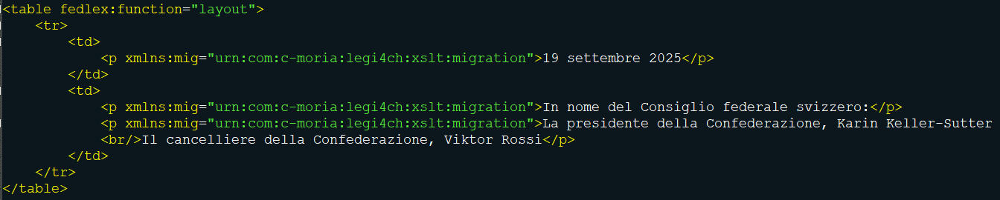 <table fedlex:function="layout">
<tr>
<td>
<p xmlns:mig="urn:com:c-moria:legi4ch:xslt:migration">19 settembre 2025</p>
</td>
<td>
<p xmlns:mig="urn:com:c-moria:legi4ch:xslt:migration">In nome del Consiglio federale svizzero:</p>
<p xmlns:mig="urn:com:c-moria:legi4ch:xslt:migration">La presidente della Confederazione, Karin Keller-Sutter
<br/>Il cancelliere della Confederazione, Viktor Rossi</p>
</td>
</tr>
</table>